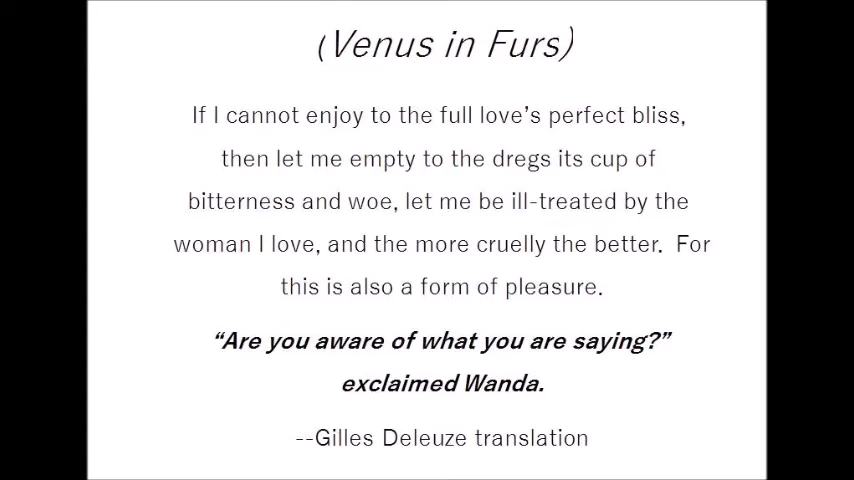 (Venus in Furs)
If I cannot enjoy to the full love’s perfect bliss,
then let me empty to the dregs its cup of
bitterness and woe, let me be ill-treated by the
woman I love, and the more cruelly the better.  For
this is also a form of pleasure.
“Are you aware of what you are saying?”
exclaimed Wanda.
--Gilles Deleuze translation